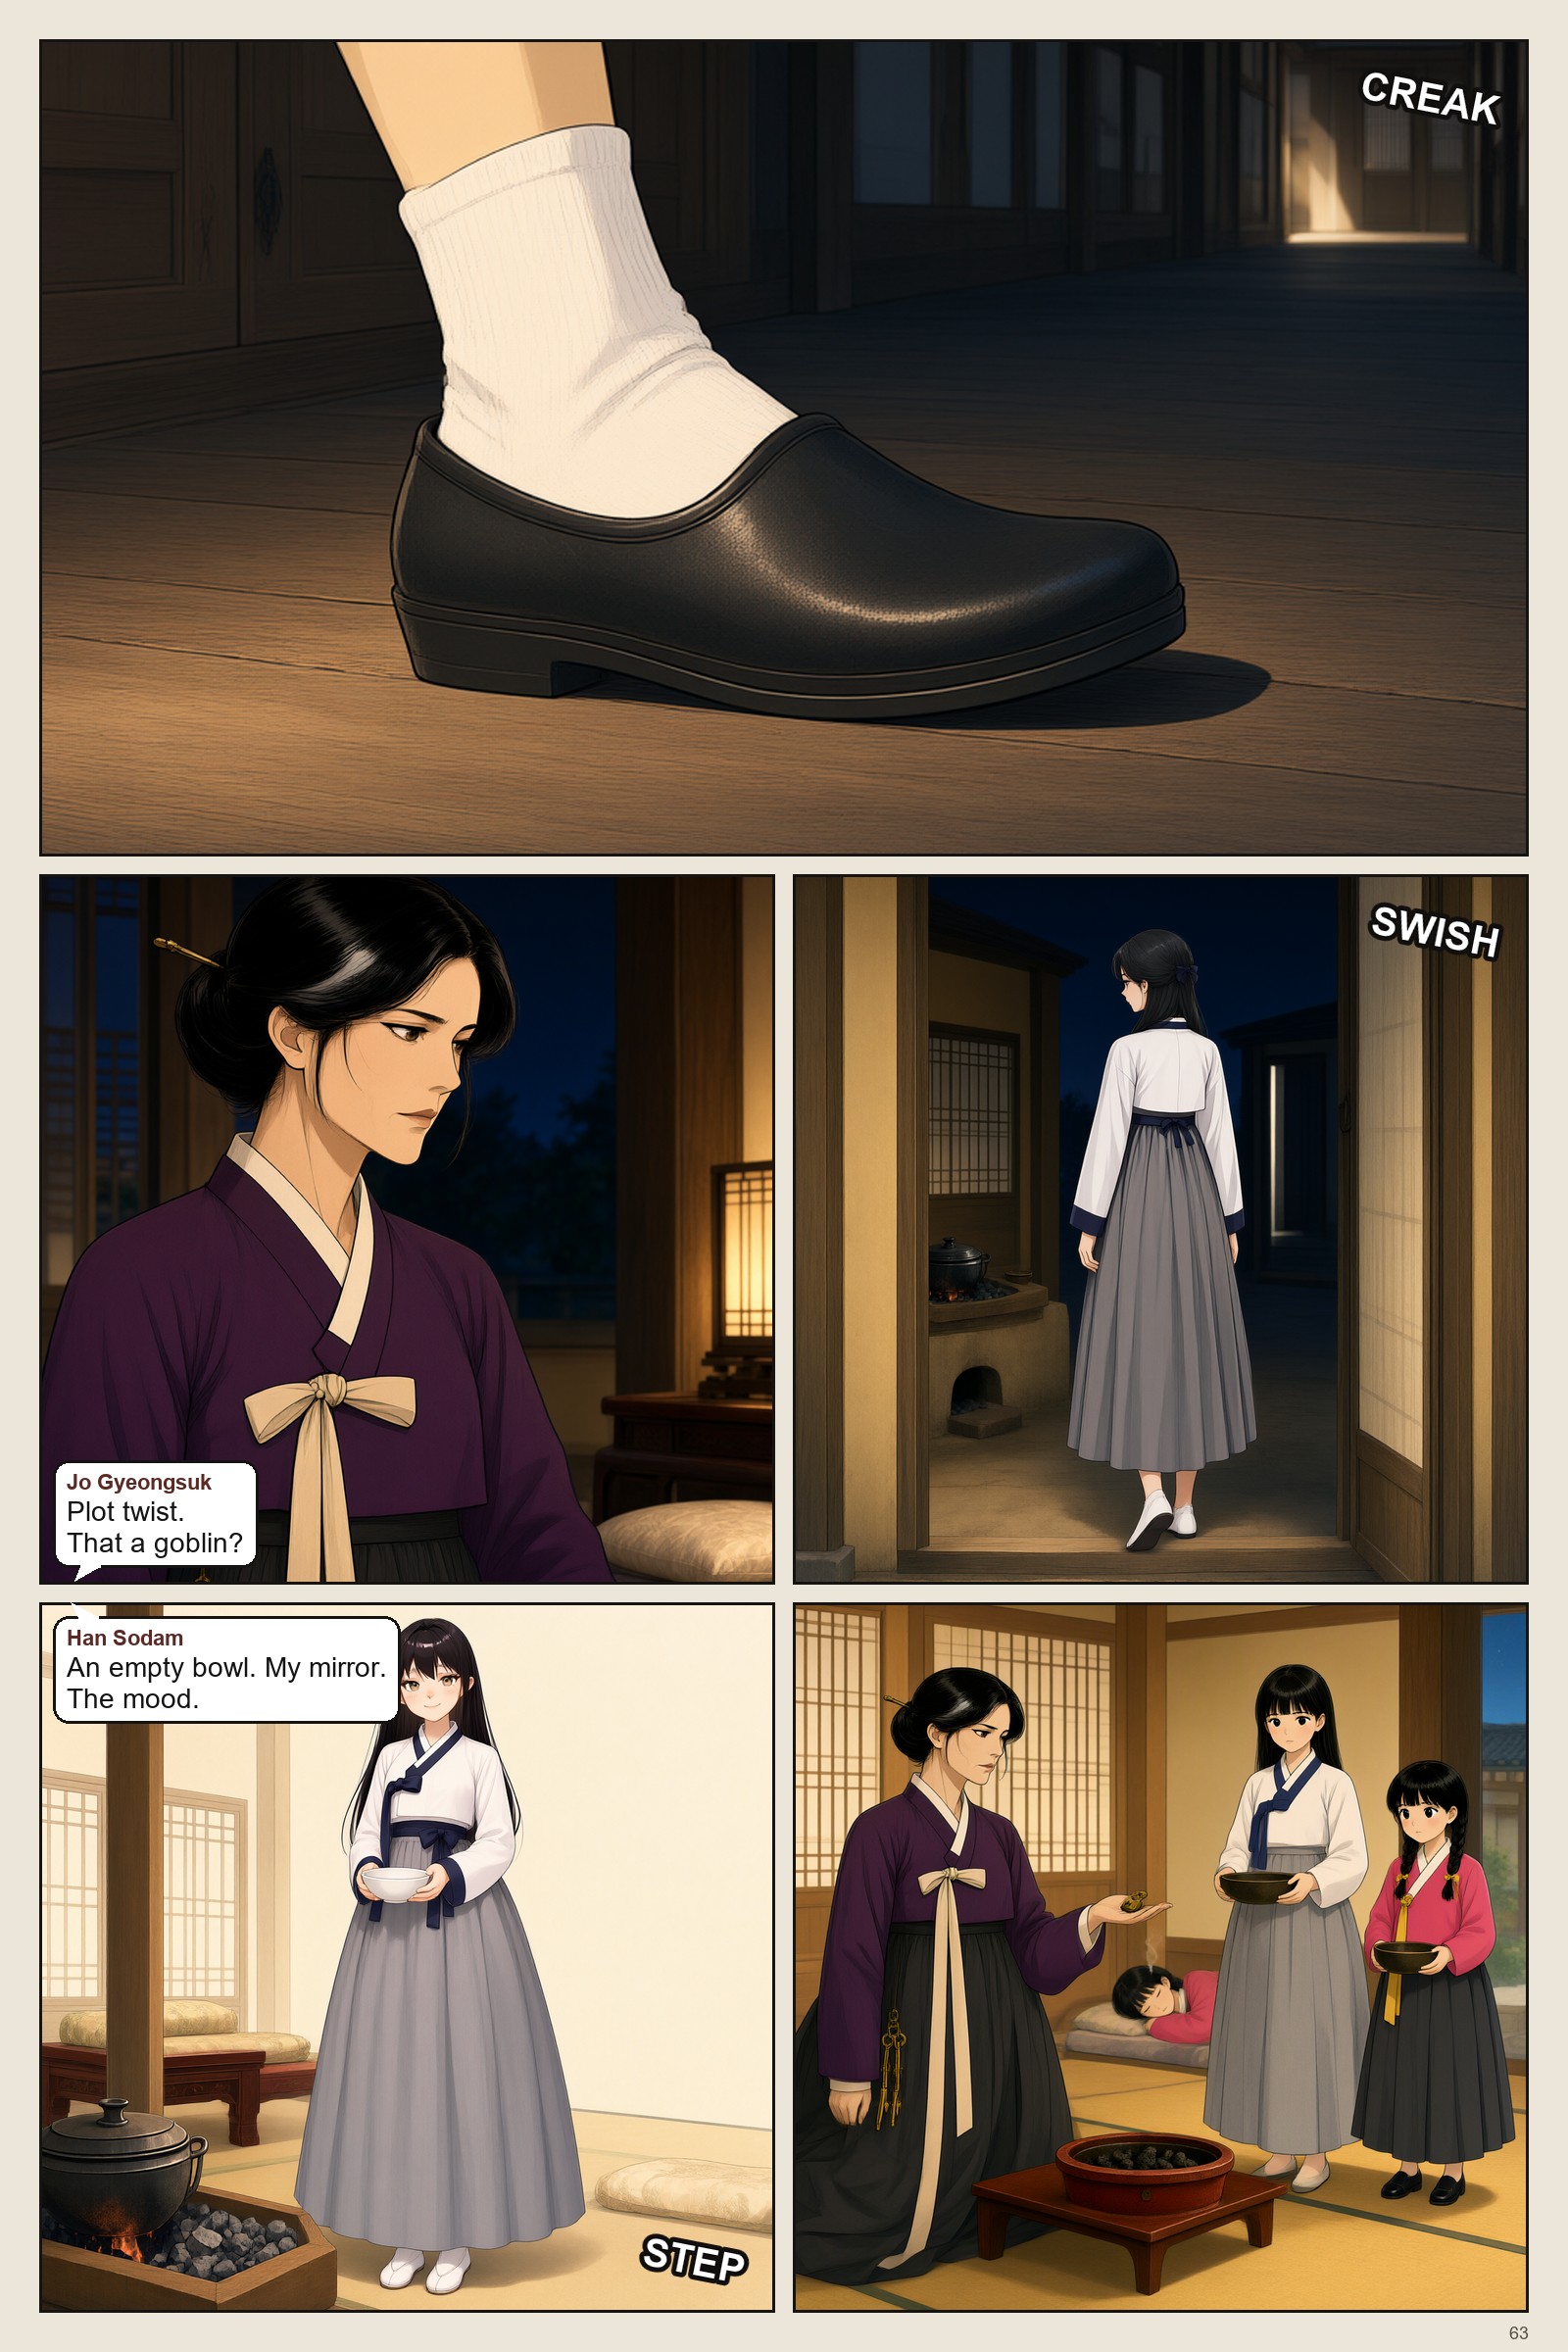 CREAK
Jo Gyeongsuk
Plot twist.
That a goblin?
SWISH
Han Sodam
An empty bowl. My mirror.
The mood.
STEP
63